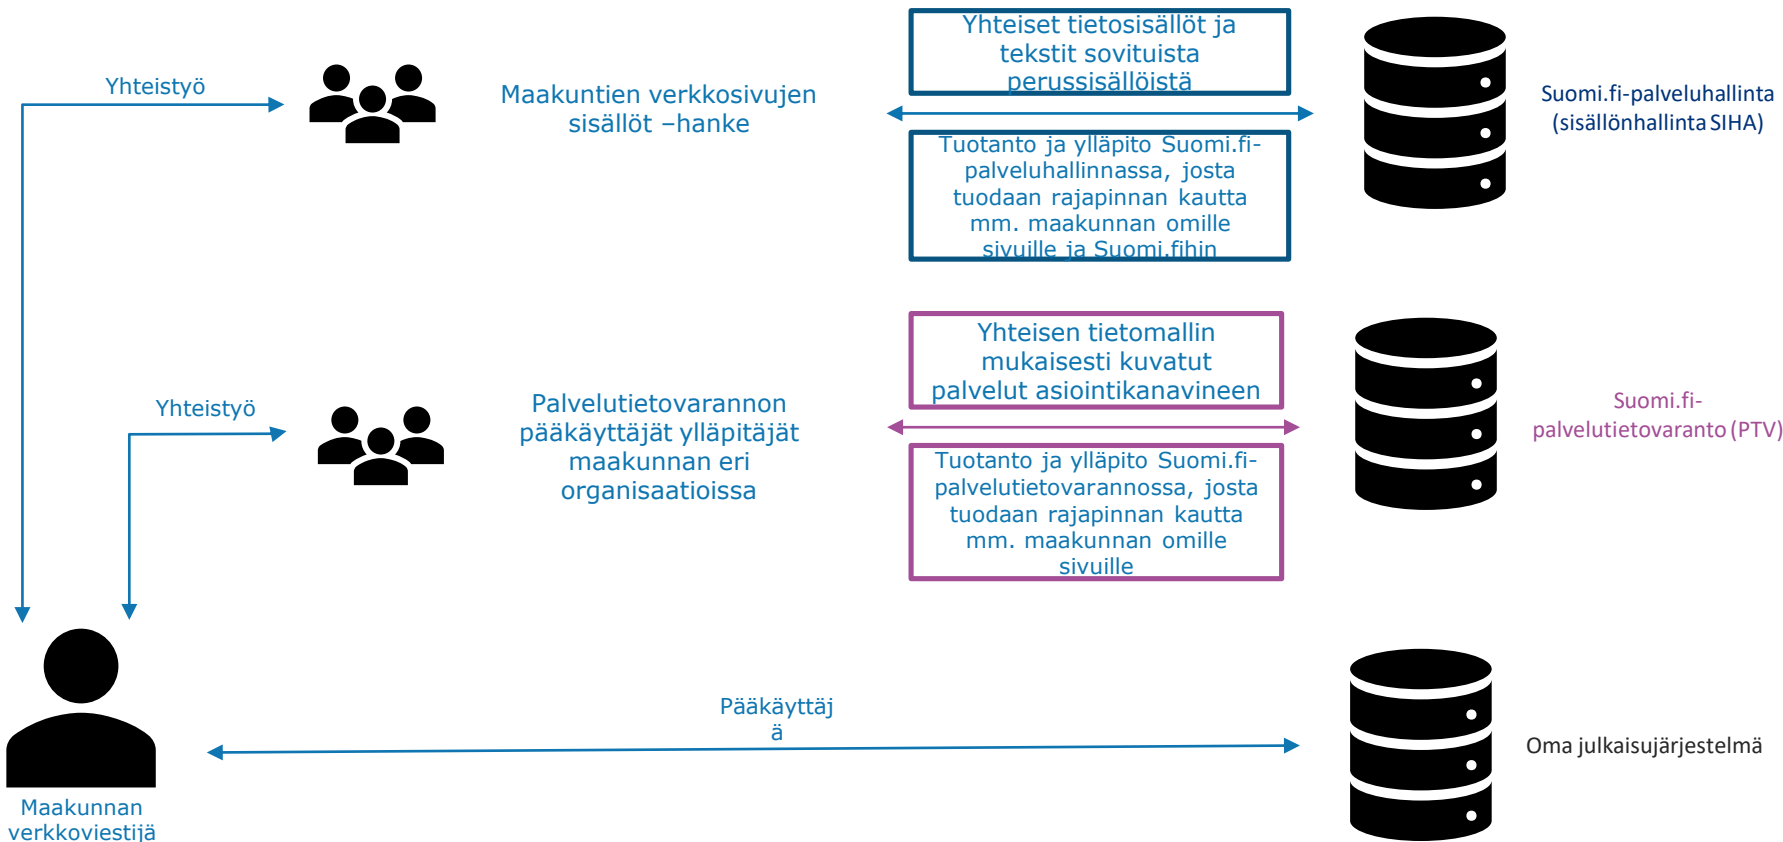 Yhteistyö
Maakuntien verkkosivujen
sisällöt –hanke
Yhteiset tietosisällöt ja
tekstit sovituista
perussisällöistä
Tuotanto ja ylläpito Suomi.fi-
palveluhallinnassa, josta
tuodaan rajapinnan kautta
mm. maakunnan omille
sivuille ja Suomi.fihin
Suomi.fi-palveluhallinta
(sisällönhallinta SIHA)
Yhteistyö
Palvelutietovarannon
pääkäyttäjät ylläpitäjät
maakunnan eri
organisaatioissa
Yhteisen tietomallin
mukaisesti kuvatut
palvelut asiointikanavineen
Tuotanto ja ylläpito Suomi.fi-
palvelutietovarannossa, josta
tuodaan rajapinnan kautta
mm. maakunnan omille
sivuille
Suomi.fi-
palvelutietovaranto (PTV)
Pääkäyttäj
ä
Oma julkaisujärjestelmä
Maakunnan
verkkoviestijä